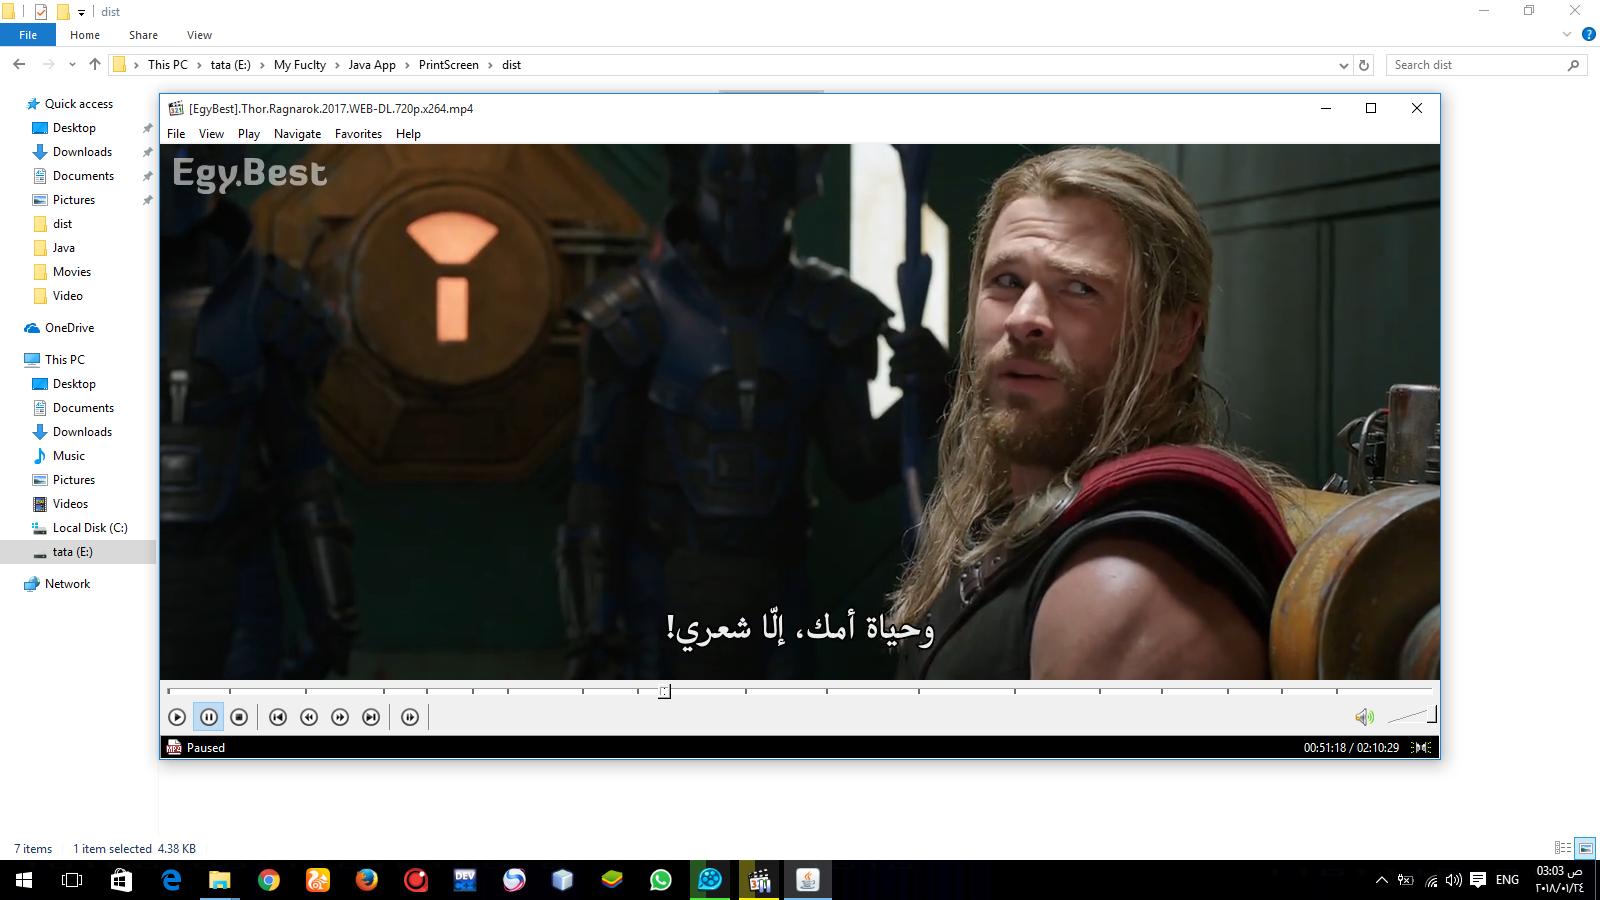 dist
File Home Share View
This PC tata (E:) My Fuclty Java App PrintScreen dist
Search dist
Quick access
Desktop
Downloads
Documents
Pictures
dist
Java
Movies
Video
OneDrive
This PC
Desktop
Documents
Downloads
Music
Pictures
Videos
Local Disk (C:)
tata (E:)
Network
[EgyBest].Thor.Ragnarok.2017.WEB-DL.720p.x264.mp4
File View Play Navigate Favorites Help
Egy.Best
وحياة أمك، إلّا شعري!
Paused
00:51:18 / 02:10:29
7 items 1 item selected 4.38 KB
DEV
321
ENG
03:03 ص
٢٠١٨/٠١/٢٤